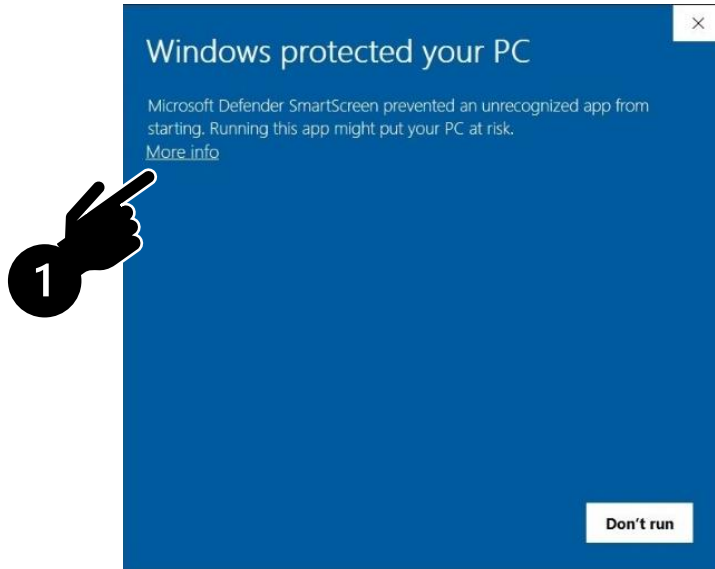 Windows protected your PC
Microsoft Defender SmartScreen prevented an unrecognized app from
starting. Running this app might put your PC at risk.
More info
1
Don't run